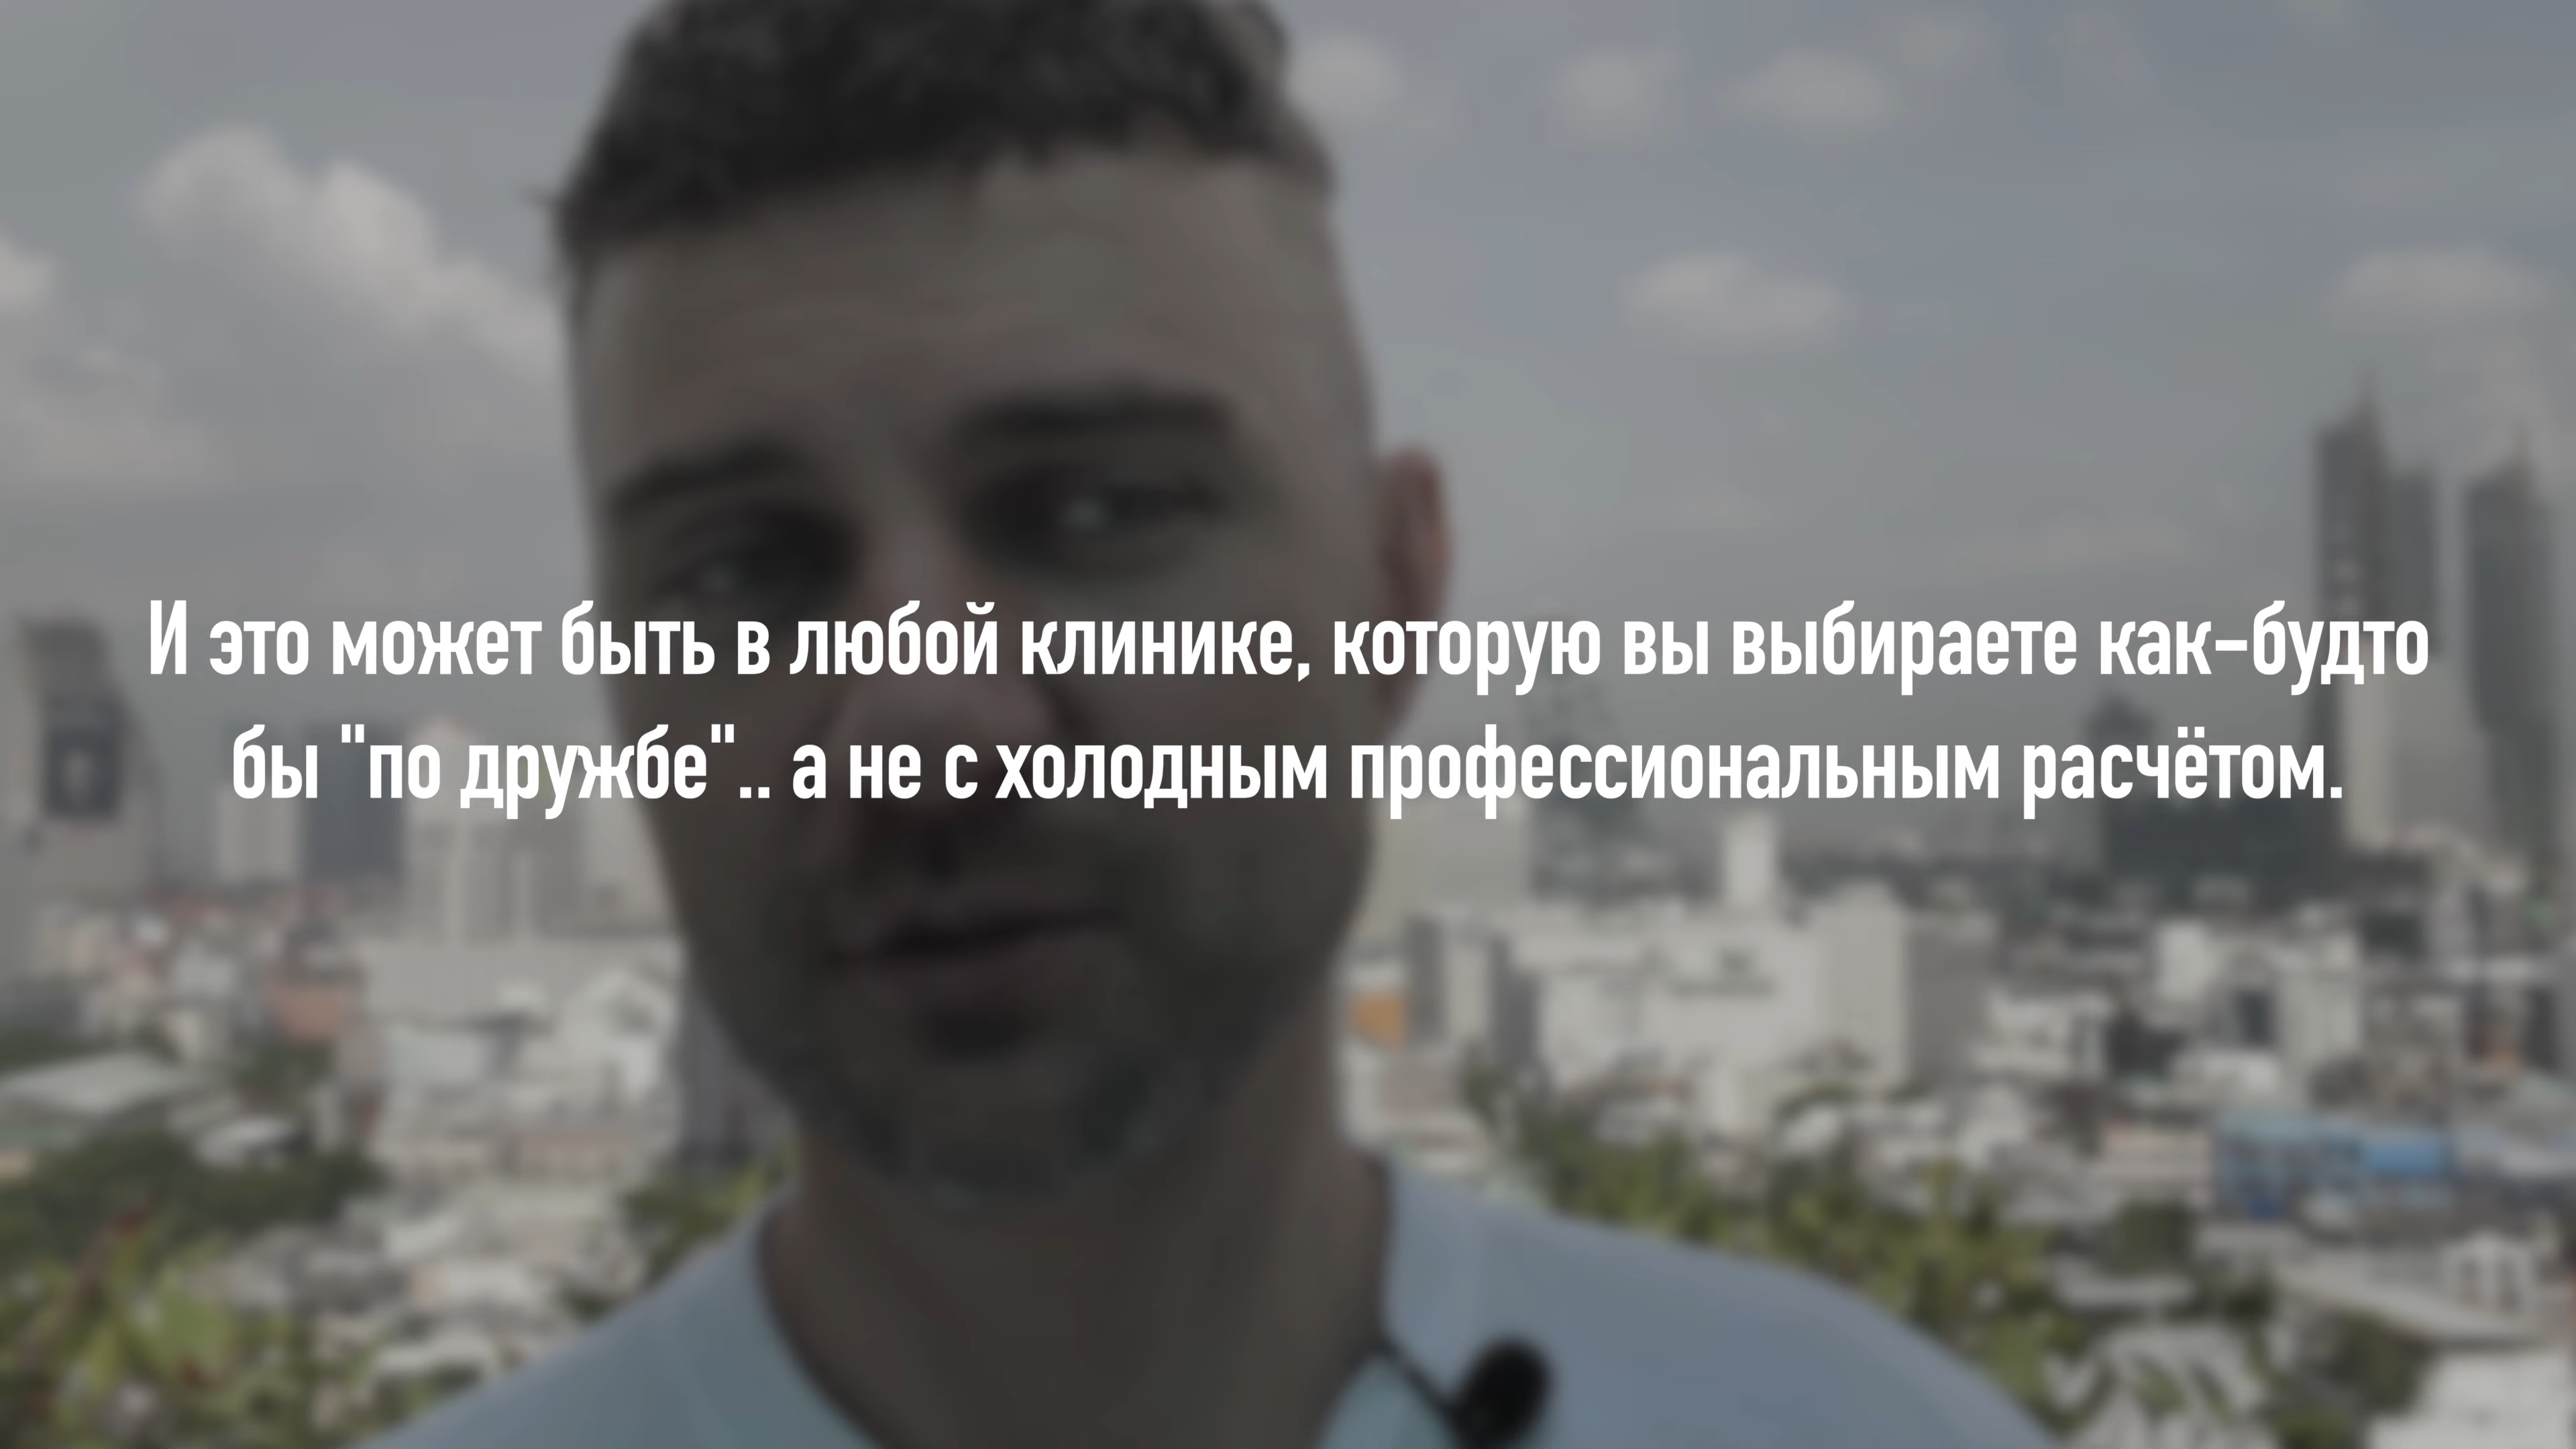 И это может быть в любой клинике, которую вы выбираете как-будто
бы "по дружбе".. а не с холодным профессиональным расчётом.